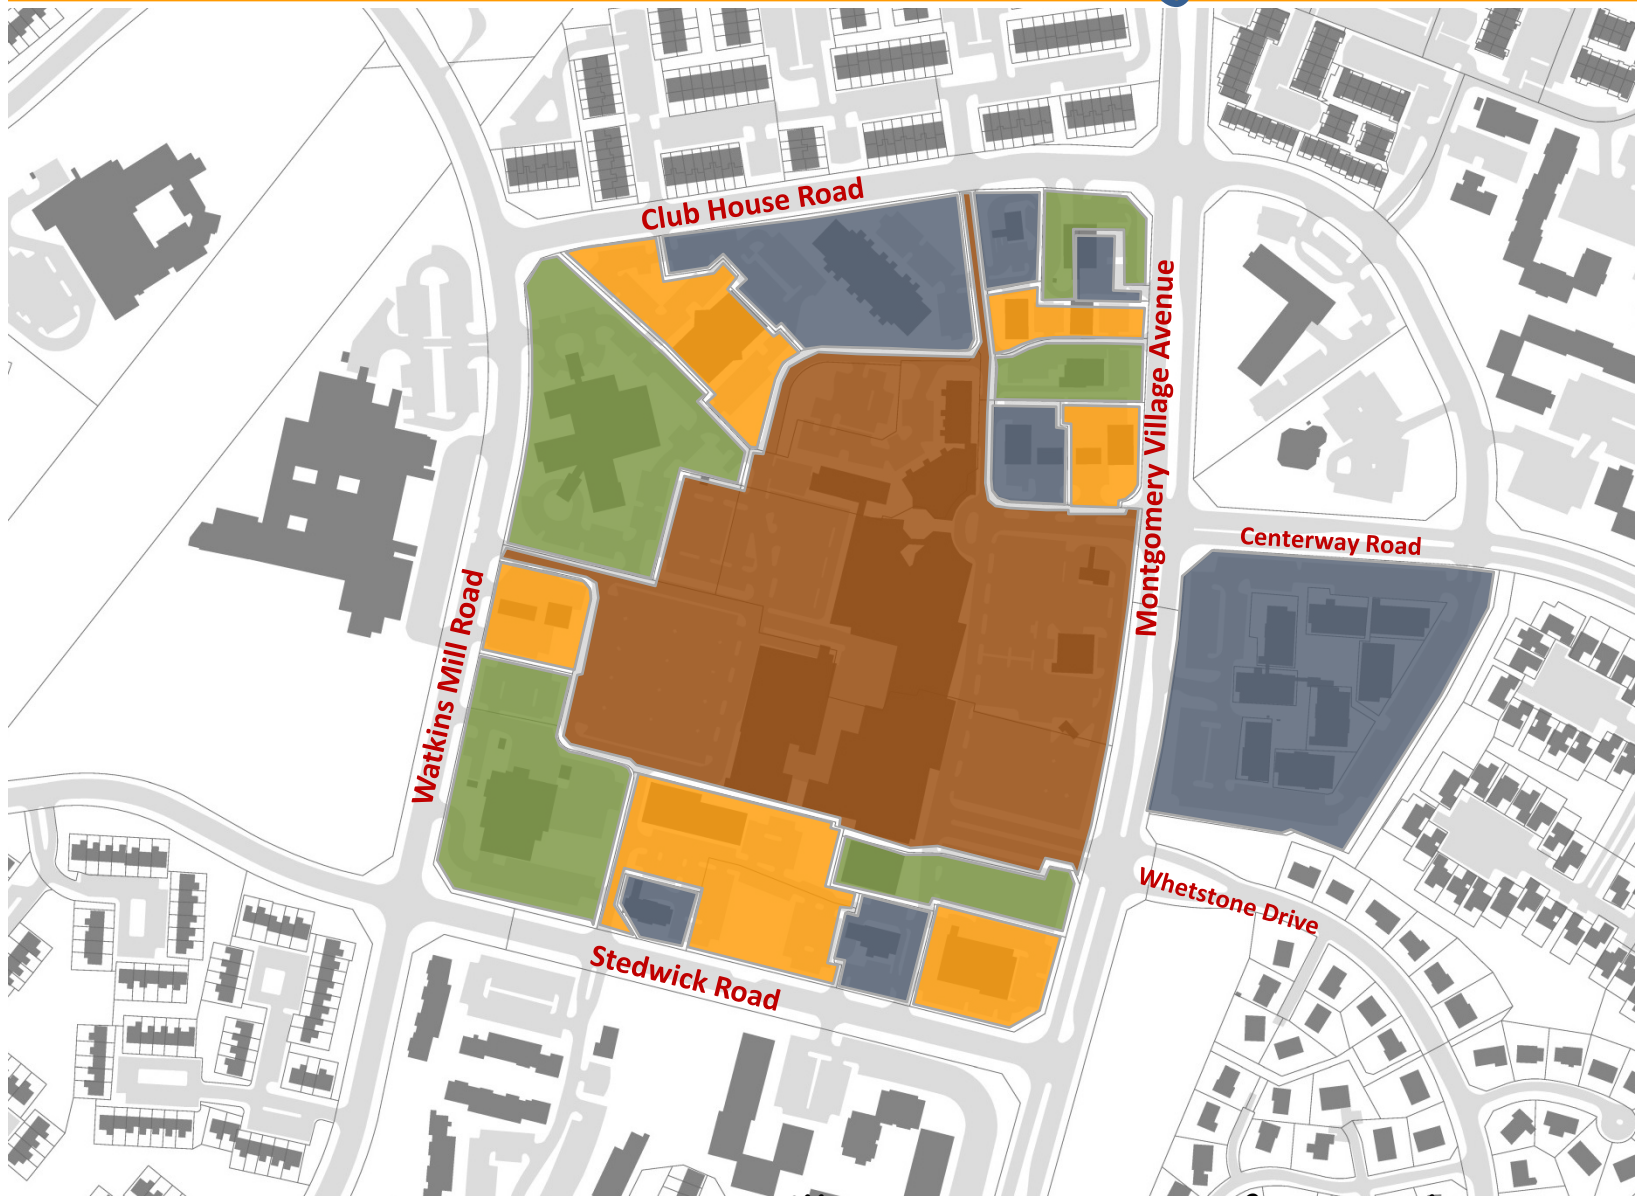 Club House Road
Montgomery Village Avenue
Centerway Road
Watkins Mill Road
Whetstone Drive
Stedwick Road